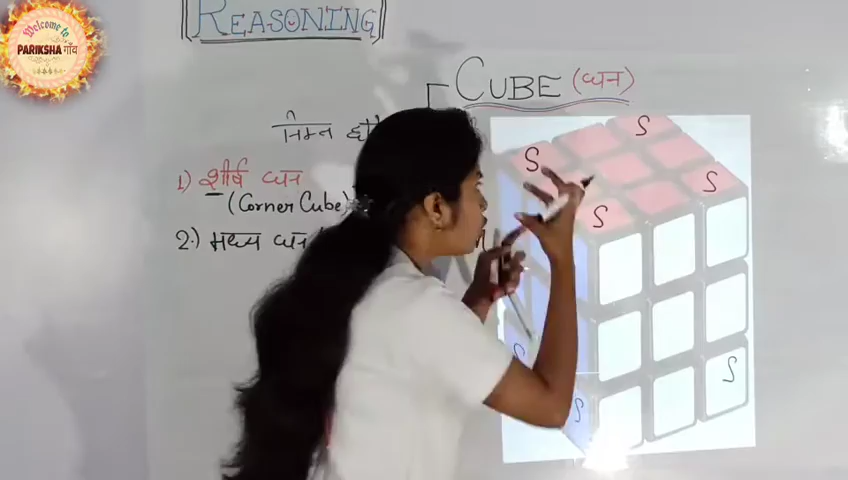 Welcome to
PARIKSHA गाँव
REASONING
CUBE (घन)
निम्न
1) शीर्ष घन
(Corner Cube)
2.) मध्य घन
S
S
S
S
S
S
S